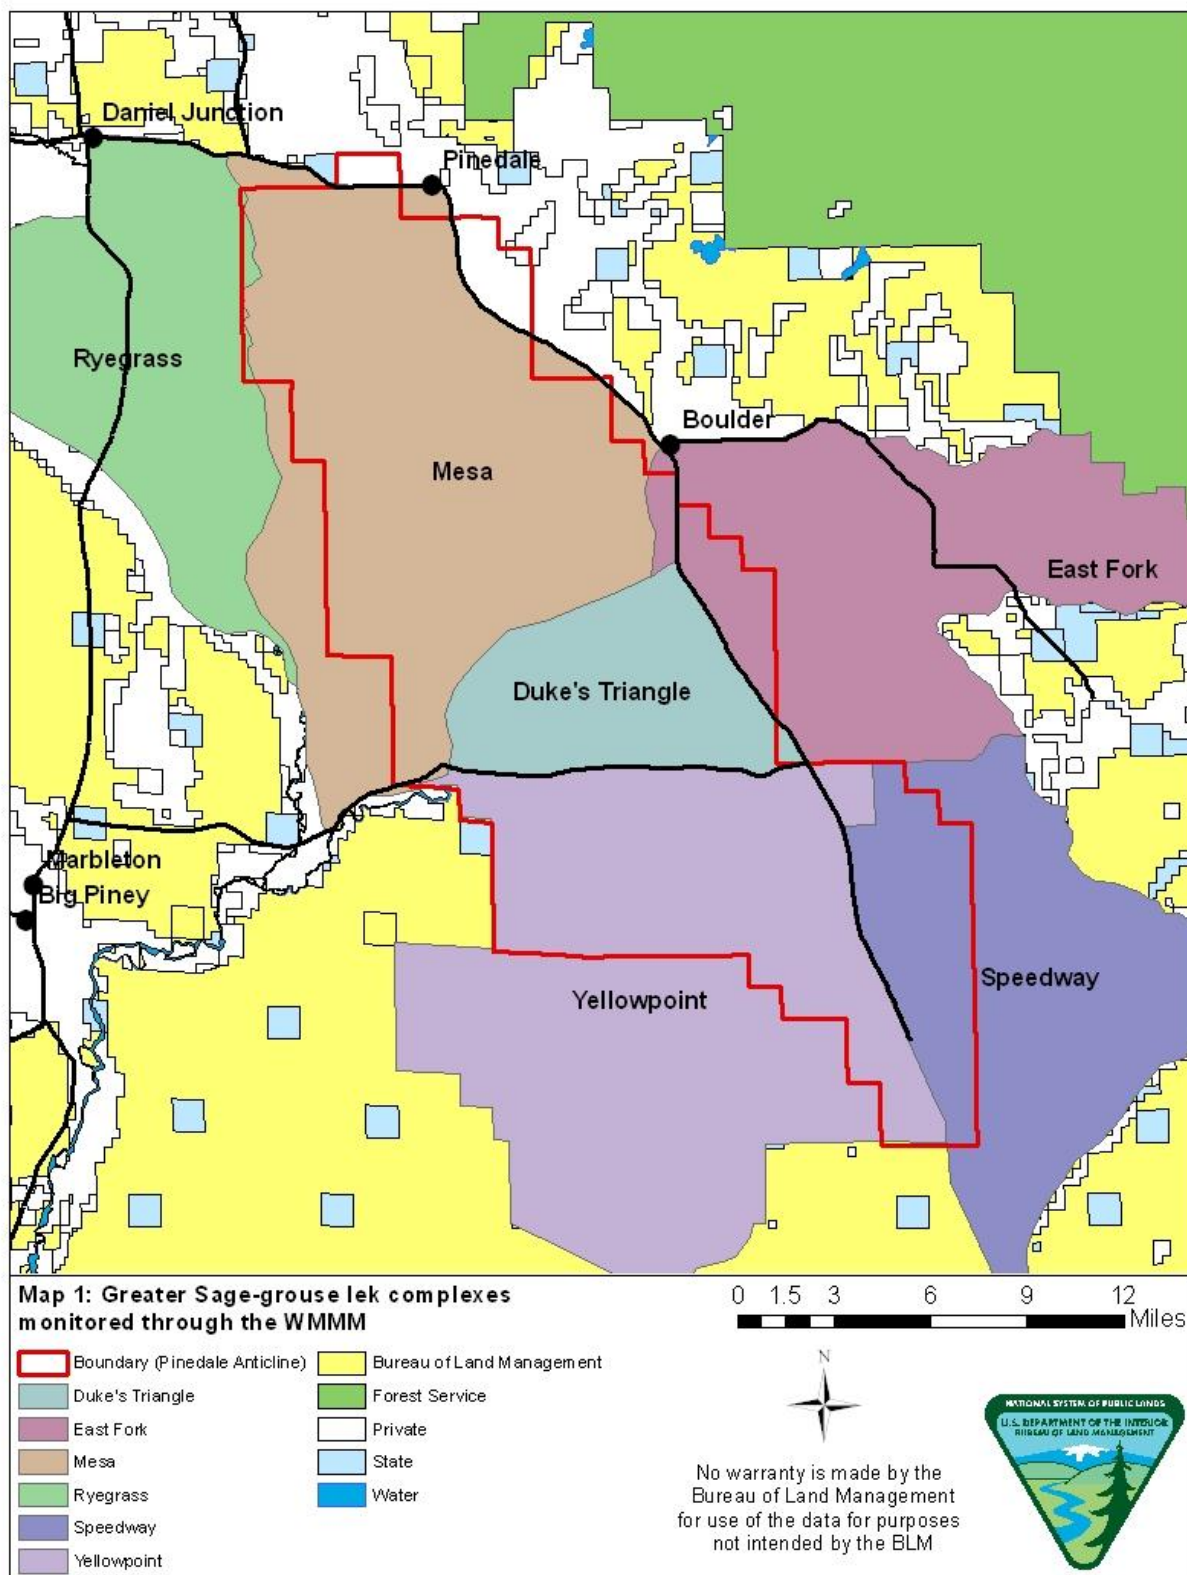 Daniel Junction
Pinedale
Ryegrass
Boulder
Mesa
East Fork
Duke's Triangle
Marbleton
Big Piney
Speedway
Yellowpoint
Map 1: Greater Sage-grouse lek complexes
monitored through the WMMM
0 1.5 3 6 9 12
Miles
Boundary (Pinedale Anticline)
Duke's Triangle
East Fork
Mesa
Ryegrass
Speedway
Yellowpoint
Bureau of Land Management
Forest Service
Private
State
Water
N
No warranty is made by the
Bureau of Land Management
for use of the data for purposes
not intended by the BLM
NATIONAL SYSTEM OF PUBLIC LANDS
U.S. DEPARTMENT OF THE INTERIOR
BUREAU OF LAND MANAGEMENT